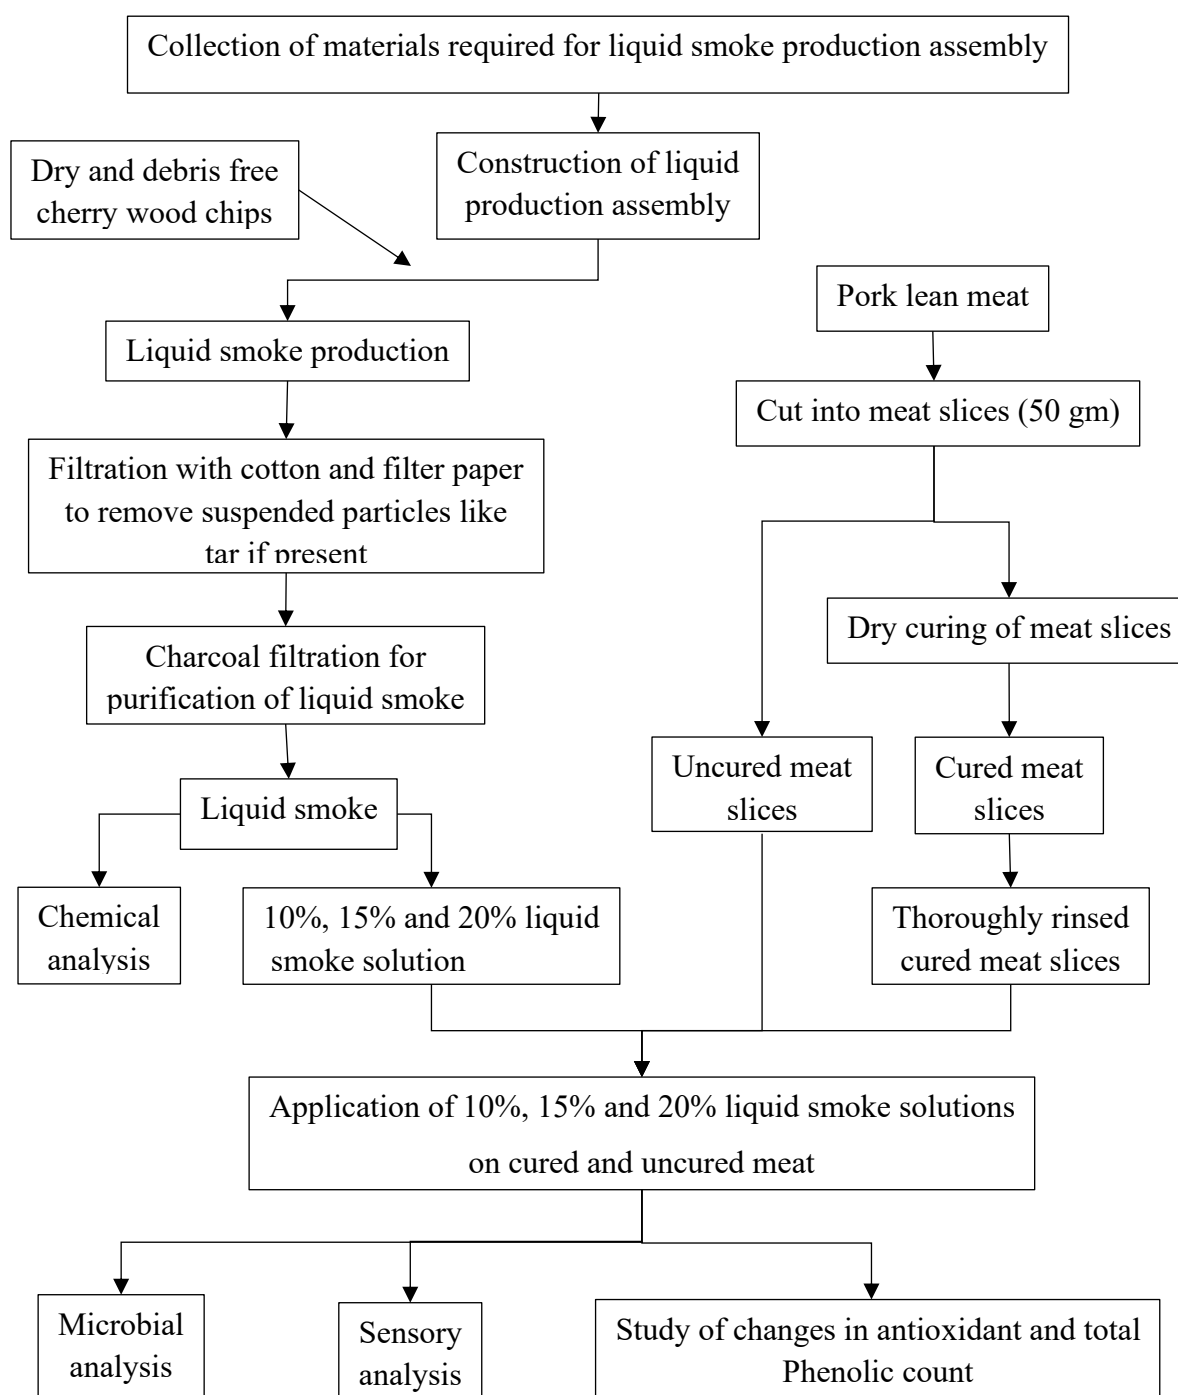 Collection of materials required for liquid smoke production assembly
Dry and debris free
cherry wood chips
Construction of liquid
production assembly
Pork lean meat
Liquid smoke production
Cut into meat slices (50 gm)
Filtration with cotton and filter paper
to remove suspended particles like
tar if present
Dry curing of meat slices
Charcoal filtration for
purification of liquid smoke
Uncured meat
slices
Cured meat
slices
Liquid smoke
Chemical
analysis
10%, 15% and 20% liquid
smoke solution
Thoroughly rinsed
cured meat slices
Application of 10%, 15% and 20% liquid smoke solutions
on cured and uncured meat
Microbial
analysis
Sensory
analysis
Study of changes in antioxidant and total
Phenolic count